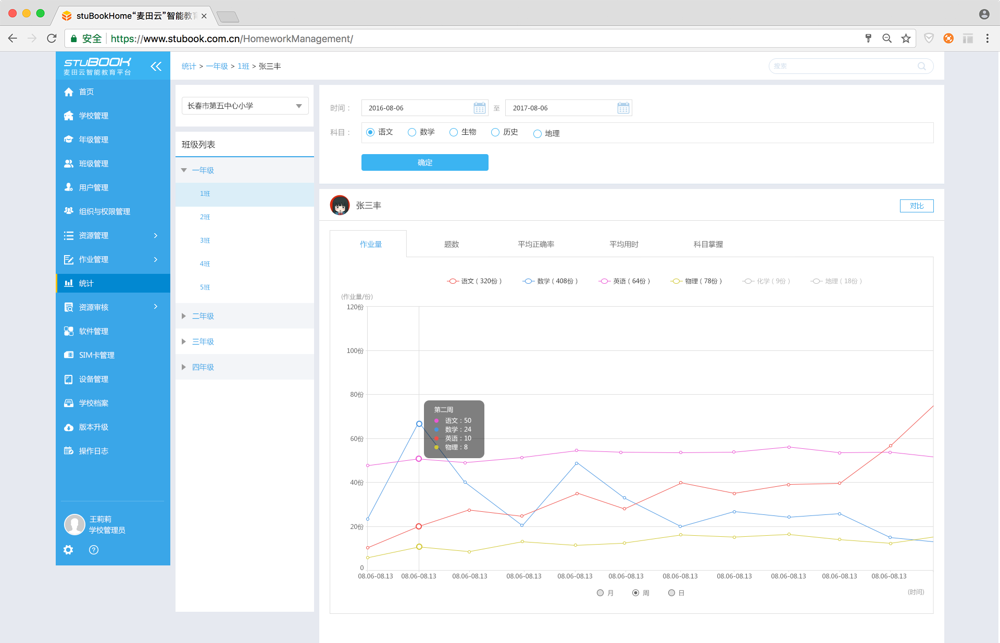 stuBookHome“麦田云”智能教育
安全 https://www.stubook.com.cn/HomeworkManagement/
stuBOOK
麦田云智能教育平台
统计 > 一年级 > 1班 > 张三丰
搜索
首页
学校管理
年级管理
班级管理
用户管理
组织与权限管理
资源管理
作业管理
统计
资源审核
软件管理
SIM卡管理
设备管理
学校档案
版本升级
操作日志
王莉莉
学校管理员
长春市第五中心小学
班级列表
一年级
1班
2班
3班
4班
5班
二年级
三年级
四年级
时间： 2016-08-06 至 2017-08-06
科目： 语文 数学 生物 历史 地理
确定
张三丰
对比
作业量 题数 平均正确率 平均用时 科目掌握
语文（320份） 数学（408份） 英语（64份） 物理（78份） 化学（9份） 地理（18份）
(作业量/份)
120份
100份
80份
60份
40份
20份
0
第二周
语文：50
数学：24
英语：10
物理：8
08.06-08.13 08.06-08.13 08.06-08.13 08.06-08.13 08.06-08.13 08.06-08.13 08.06-08.13 08.06-08.13 08.06-08.13 08.06-08.13 08.06-08.13
月 周 日
(时间)